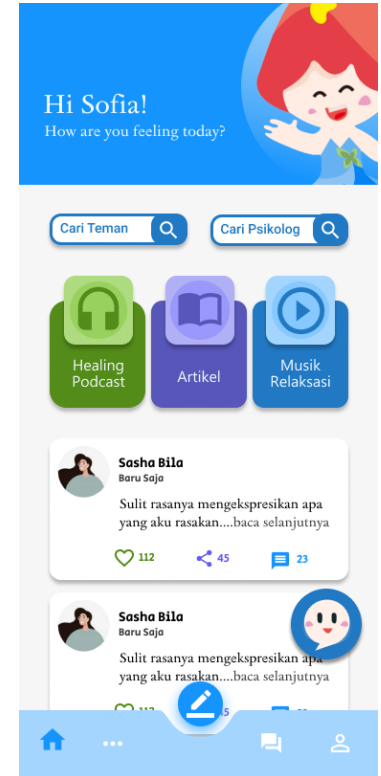 Hi Sofia!
How are you feeling today?
Cari Teman
Cari Psikolog
Healing
Podcast
Artikel
Musik
Relaksasi
Sasha Bila
Baru Saja
Sulit rasanya mengekspresikan apa
yang aku rasakan....baca selanjutnya
112
45
23
Sasha Bila
Baru Saja
Sulit rasanya mengekspresikan apa
yang aku rasakan....baca selanjutnya